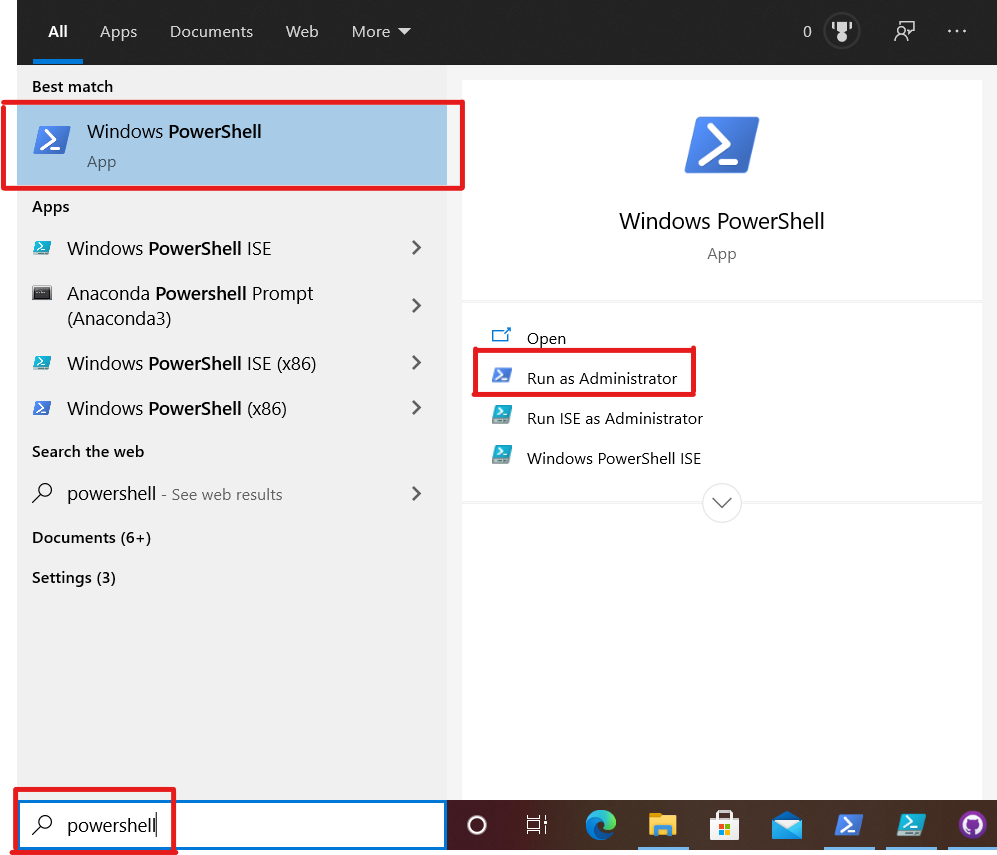 All Apps Documents Web More 0
Best match
Windows PowerShell
App
Apps
Windows PowerShell ISE
Anaconda Powershell Prompt
(Anaconda3)
Windows PowerShell ISE (x86)
Windows PowerShell (x86)
Search the web
powershell - See web results
Documents (6+)
Settings (3)
Windows PowerShell
App
Open
Run as Administrator
Run ISE as Administrator
Windows PowerShell ISE
powershell